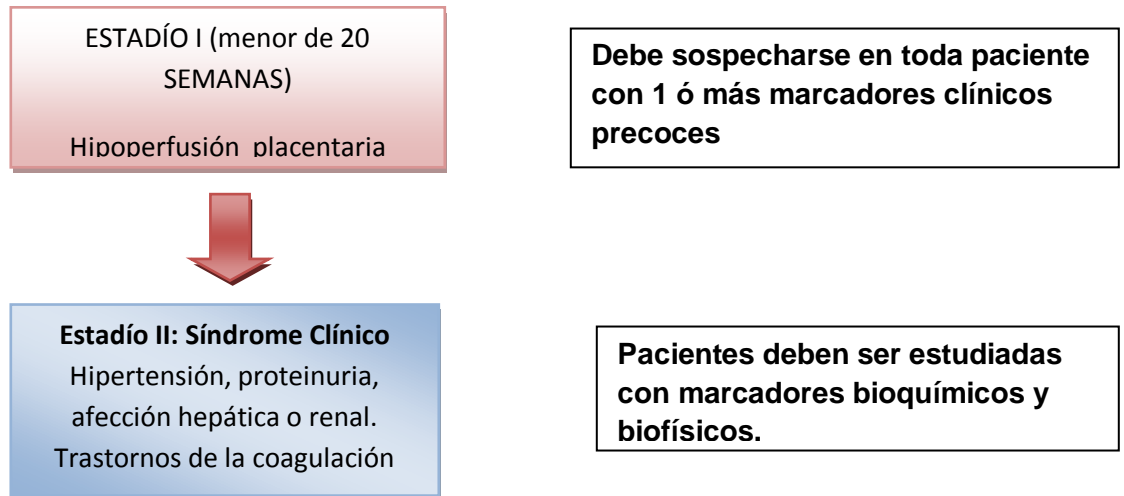 ESTADÍO I (menor de 20
SEMANAS)
Hipoperfusión placentaria
Debe sospecharse en toda paciente
con 1 ó más marcadores clínicos
precoces
Estadío II: Síndrome Clínico
Hipertensión, proteinuria,
afección hepática o renal.
Trastornos de la coagulación
Pacientes deben ser estudiadas
con marcadores bioquímicos y
biofísicos.